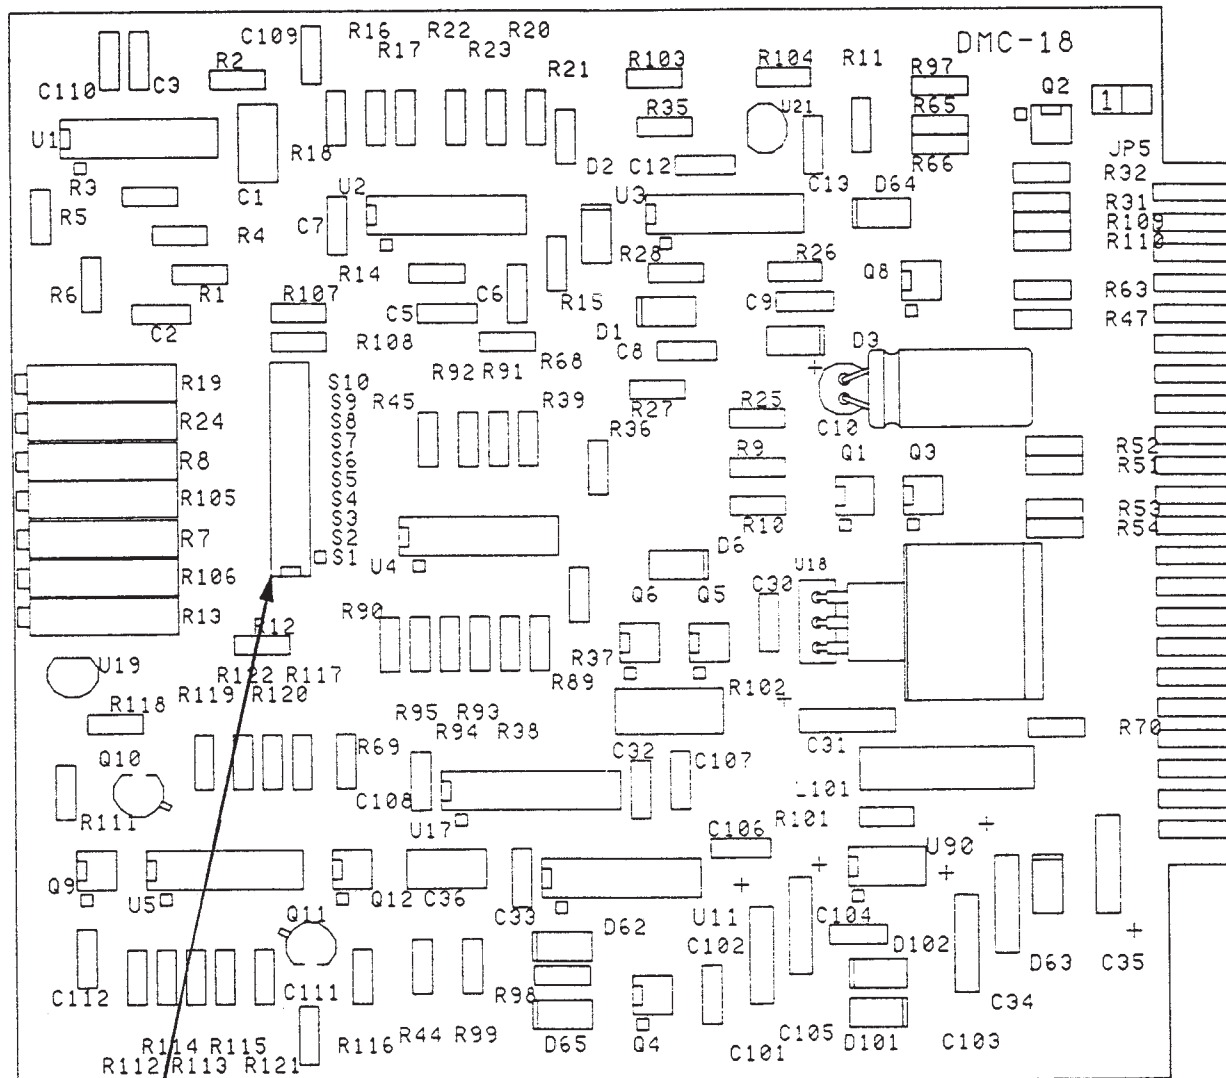 R16 R22 R20
C109 R17 R23 DMC-18
R2 R21 R103 R104 R11 R97
C110 C3 Q2
R35 U21 R65 1
U1 R18 D2 C12 R66 JP5
R3 U2 U3 C13 D64 R32
R5 C1 C7 R31
R4 R28 R26 R109
R14 Q8 R110
R6 R1 R107 C6 R15 C9 R63
C2 C5 D1 R47
R108 R68 C8 D3
R92 R91
R19 S10 R45 R39 R27 R25
S9
R24 S8 R36 C10
S7 R52
R8 S6 R9 Q1 Q3 R51
S5
R105 S4 R53
S3 R10 R54
R7 S2 D6
S1 U4 U18
R106 Q6 Q5 C30
R13 R12 R90
U19 R122 R117 R37
R119 R120 R89 R102
R118 R95 R93
R94 R38 C31 R70
Q10 R69 C32 C107
C108 L101
R111 U17 C106 R101
U90
Q9 U5 Q12 C36
Q11 C33 D62 U11 C104
C102 D102
C112 C111 R98 D63 C35
C34
R114 R115 R116 R44 R99 D65 Q4 C105 D101 C103
R112 R113 R121 C101